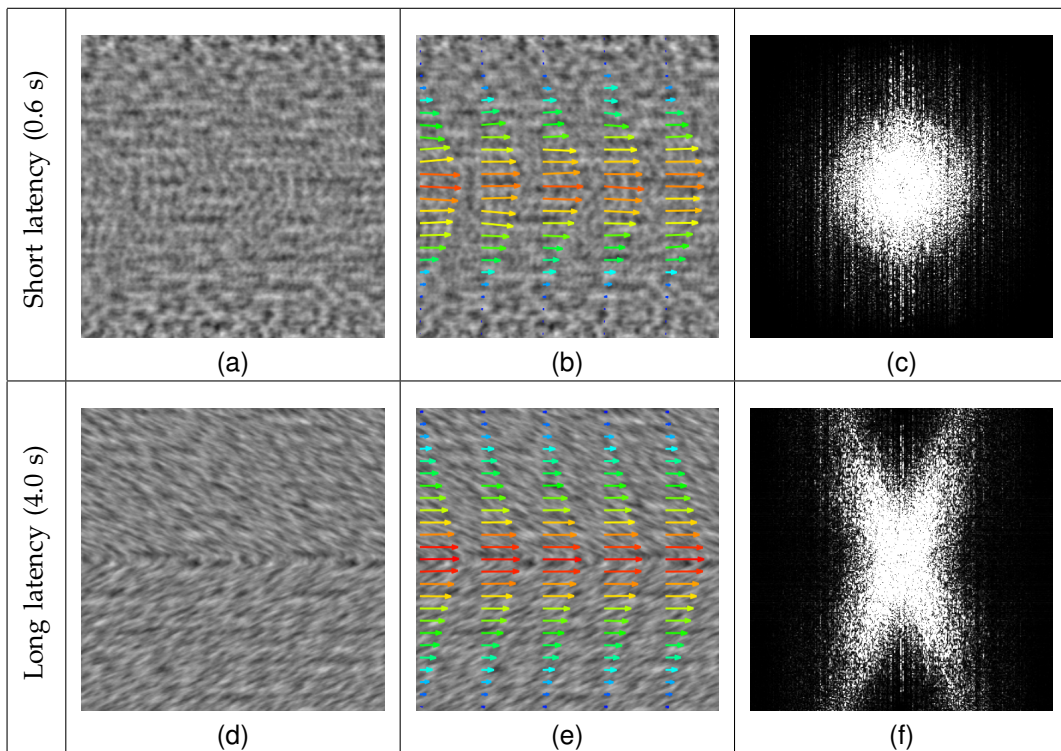 Short latency (0.6 s)
(a)
(b)
(c)
Long latency (4.0 s)
(d)
(e)
(f)